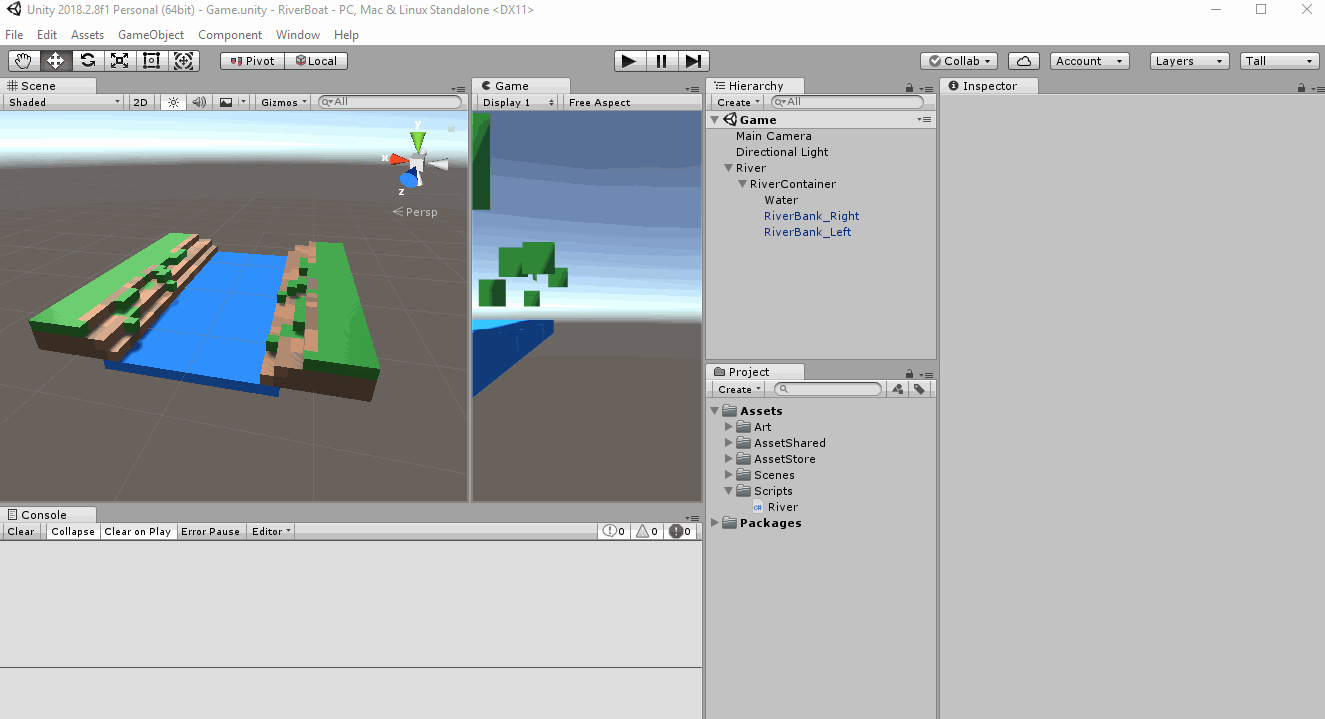 Unity 2018.2.8f1 Personal (64bit) - Game.unity - RiverBoat - PC, Mac & Linux Standalone <DX11>
File Edit Assets GameObject Component Window Help
Pivot Local Collab Account Layers Tall
Scene
Shaded 2D Gizmos All
y
x
z
Persp
Game
Display 1 Free Aspect
Hierarchy
Create All
Game
Main Camera
Directional Light
River
RiverContainer
Water
RiverBank_Right
RiverBank_Left
Inspector
Project
Create
Assets
Art
AssetShared
AssetStore
Scenes
Scripts
C#
River
Packages
Console
Clear Collapse Clear on Play Error Pause Editor 0 0 0